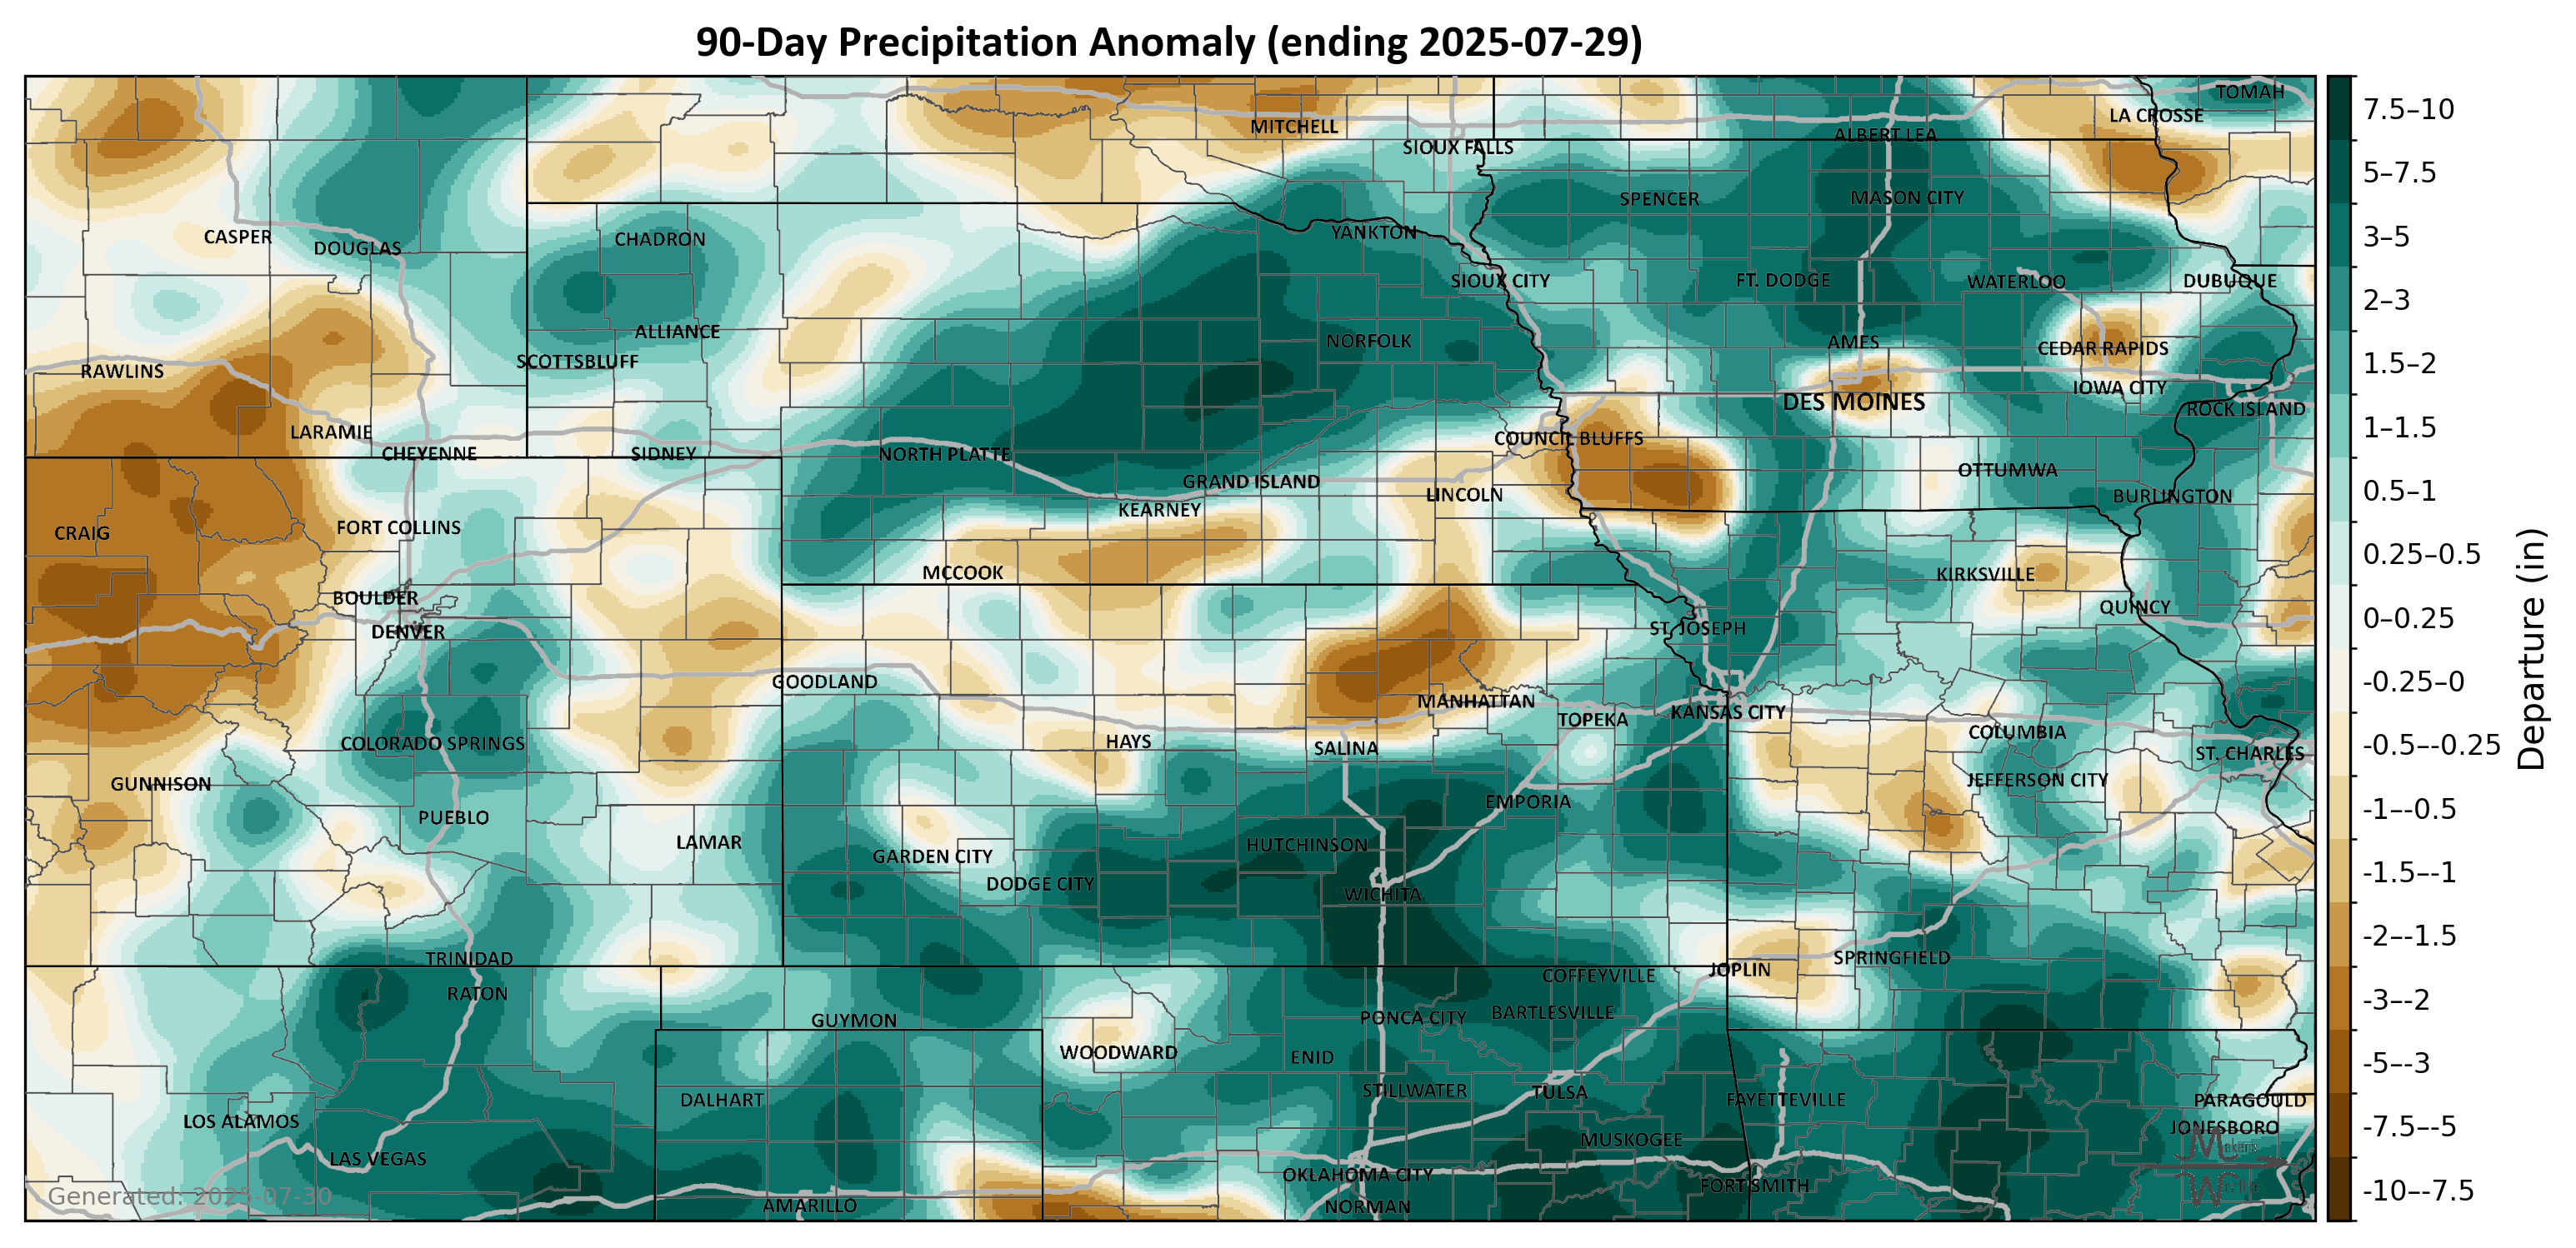 90-Day Precipitation Anomaly (ending 2025-07-29)
TOMAH
LA CROSSE
MITCHELL
ALBERT LEA
SIOUX FALLS
SPENCER
MASON CITY
CASPER
DOUGLAS
CHADRON
YANKTON
SIOUX CITY
FT. DODGE
WATERLOO
DUBUQUE
ALLIANCE
NORFOLK
AMES
CEDAR RAPIDS
SCOTTSBLUFF
RAWLINS
IOWA CITY
DES MOINES
ROCK ISLAND
LARAMIE
COUNCIL BLUFFS
CHEYENNE
SIDNEY
NORTH PLATTE
OTTUMWA
GRAND ISLAND
LINCOLN
BURLINGTON
KEARNEY
CRAIG
FORT COLLINS
MCCOOK
KIRKSVILLE
BOULDER
QUINCY
DENVER
ST. JOSEPH
GOODLAND
MANHATTAN
TOPEKA
KANSAS CITY
COLUMBIA
COLORADO SPRINGS
HAYS
SALINA
ST. CHARLES
GUNNISON
JEFFERSON CITY
EMPORIA
PUEBLO
LAMAR
HUTCHINSON
GARDEN CITY
DODGE CITY
WICHITA
TRINIDAD
SPRINGFIELD
JOPLIN
COFFEYVILLE
RATON
BARTLESVILLE
PONCA CITY
GUYMON
WOODWARD
ENID
STILLWATER
TULSA
DALHART
FAYETTEVILLE
PARAGOULD
LOS ALAMOS
JONESBORO
MUSKOGEE
LAS VEGAS
OKLAHOMA CITY
FORT SMITH
AMARILLO
NORMAN
Generated: 2025-07-30
7.5–10
5–7.5
3–5
2–3
1.5–2
1–1.5
0.5–1
0.25–0.5
0–0.25
-0.25–0
-0.5–-0.25
-1–-0.5
-1.5–-1
-2–-1.5
-3–-2
-5–-3
-7.5–-5
-10–-7.5
Departure (in)